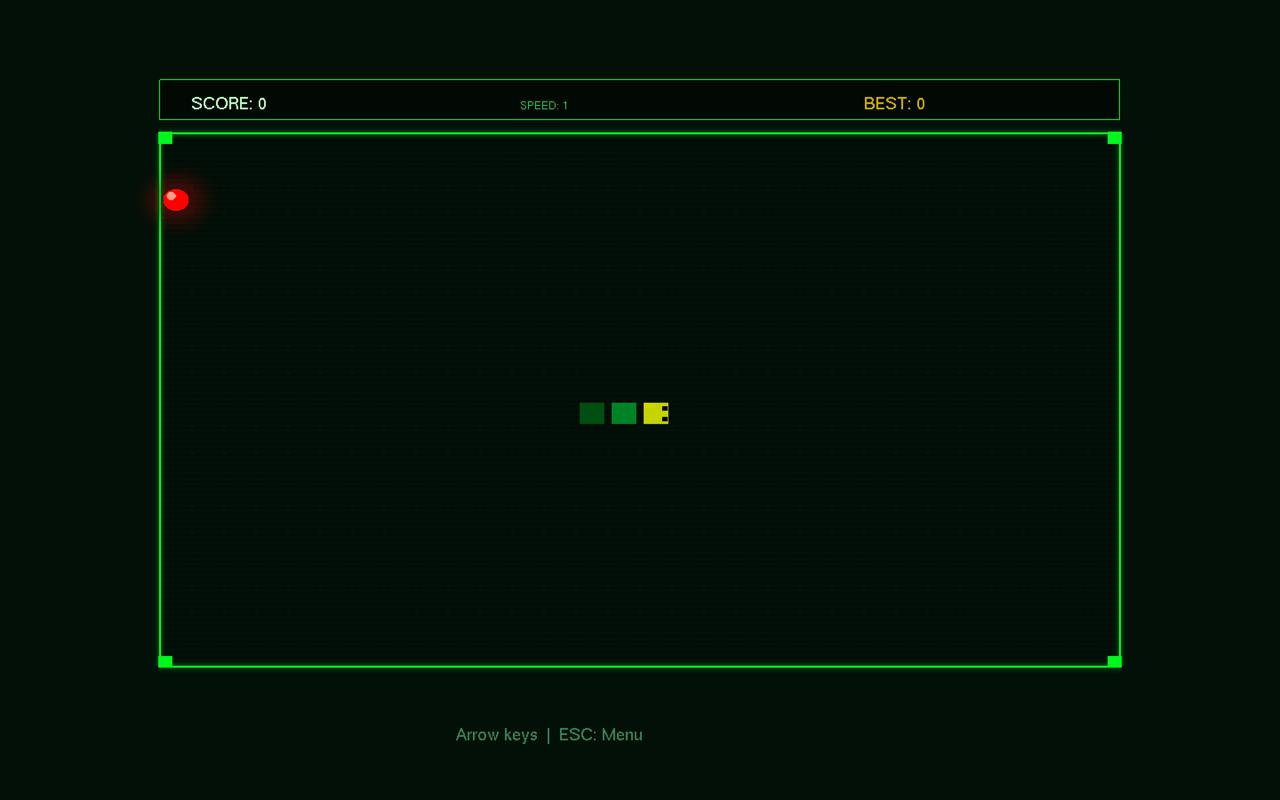 SCORE: 0 SPEED: 1 BEST: 0
Arrow keys | ESC: Menu